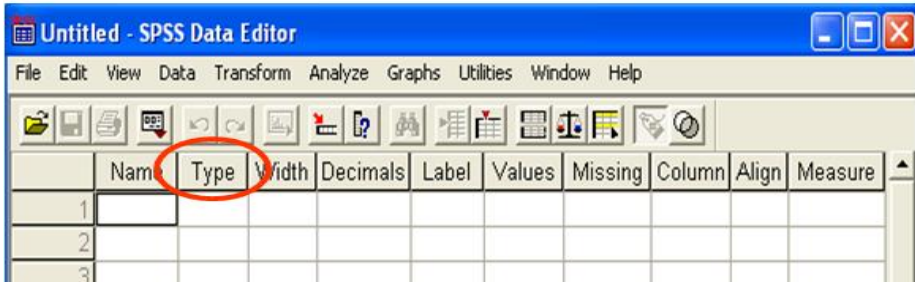 Untitled - SPSS Data Editor
File Edit View Data Transform Analyze Graphs Utilities Window Help
Name Type Width Decimals Label Values Missing Column Align Measure
1
2
3